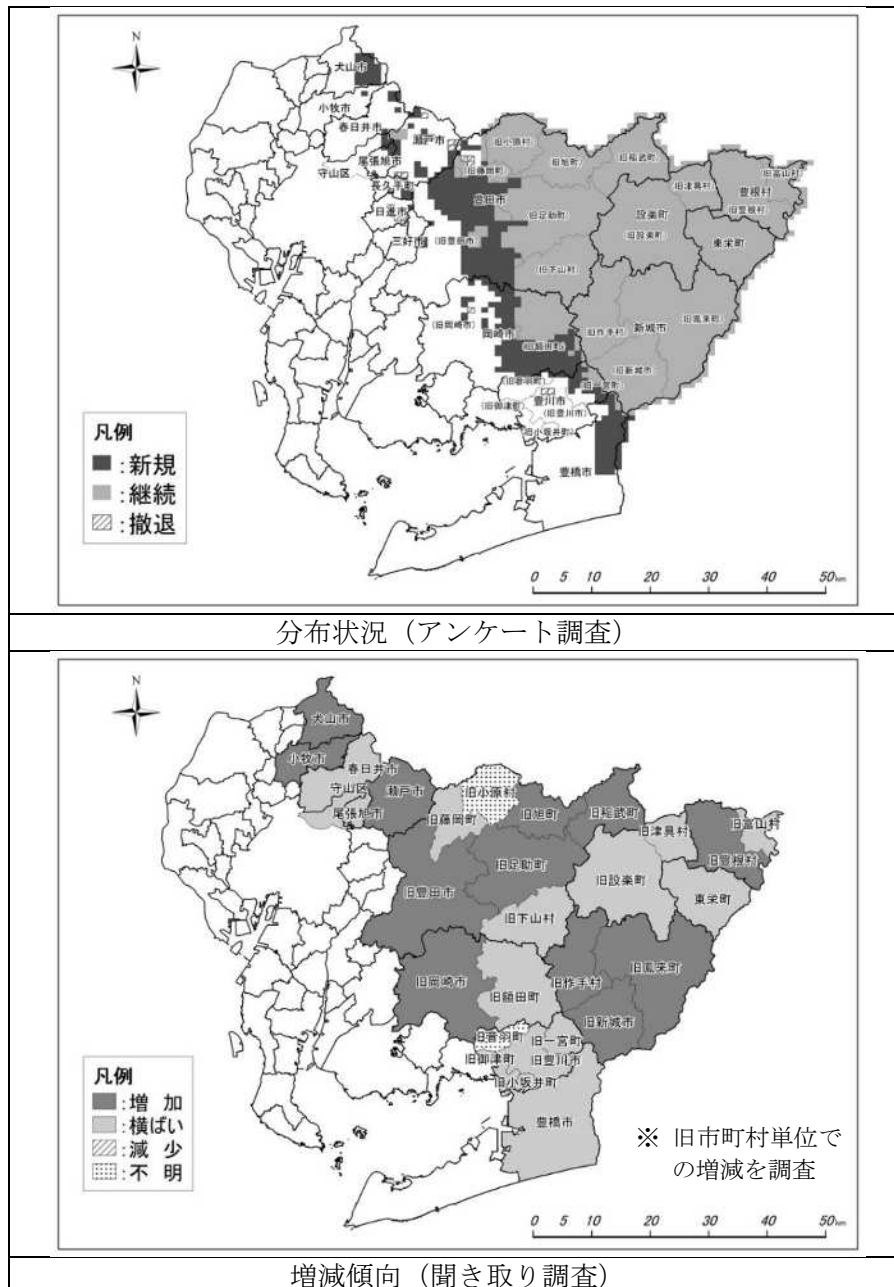 N
犬山市
小牧市
春日井市
瀬戸市
尾張旭市
守山区
長久手町
日進市
三好市
(旧小原村)
(旧藤岡町)
(旧旭町)
(旧稲武町)
豊田市
(旧豊田市)
(旧足助町)
(旧下山村)
(旧津具村)
設楽町
(旧設楽町)
(旧富山村)
豊根村
(旧豊根村)
東栄町
岡崎市
(旧岡崎市)
(旧額田町)
(旧作手村)
新城市
(旧鳳来町)
(旧新城市)
(旧音羽町)
(旧一宮町)
豊川市
(旧御津町)
(旧豊川市)
(旧小坂井町)
豊橋市
凡例
:新規
:継続
:撤退
0 5 10 20 30 40 50km
分布状況(アンケート調査)
N
犬山市
小牧市
春日井市
守山区
瀬戸市
尾張旭市
旧藤岡町
旧小原村
旧旭町
旧稲武町
旧津具村
旧富山村
旧豊根村
旧豊田市
旧足助町
旧設楽町
東栄町
旧下山村
旧岡崎市
旧額田町
旧作手村
旧鳳来町
旧新城市
旧音羽町
旧一宮町
旧御津町
旧豊川市
旧小坂井町
豊橋市
凡例
:増 加
:横ばい
:減 少
:不 明
※ 旧市町村単位で
の増減を調査
0 5 10 20 30 40 50km
増減傾向(聞き取り調査)